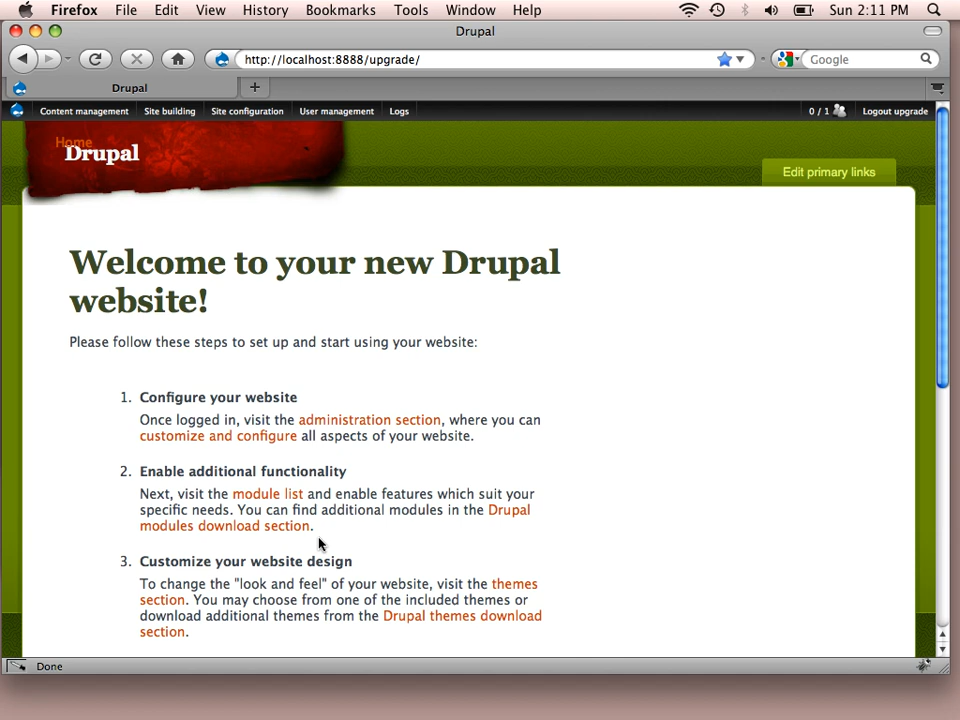 Firefox File Edit View History Bookmarks Tools Window Help Sun 2:11 PM
Drupal
http://localhost:8888/upgrade/ Google
Drupal
Content management Site building Site configuration User management Logs 0 / 1 Logout upgrade
Home
Drupal
Edit primary links
Welcome to your new Drupal
website!
Please follow these steps to set up and start using your website:
1. Configure your website
Once logged in, visit the administration section, where you can
customize and configure all aspects of your website.
2. Enable additional functionality
Next, visit the module list and enable features which suit your
specific needs. You can find additional modules in the Drupal
modules download section.
3. Customize your website design
To change the "look and feel" of your website, visit the themes
section. You may choose from one of the included themes or
download additional themes from the Drupal themes download
section.
Done